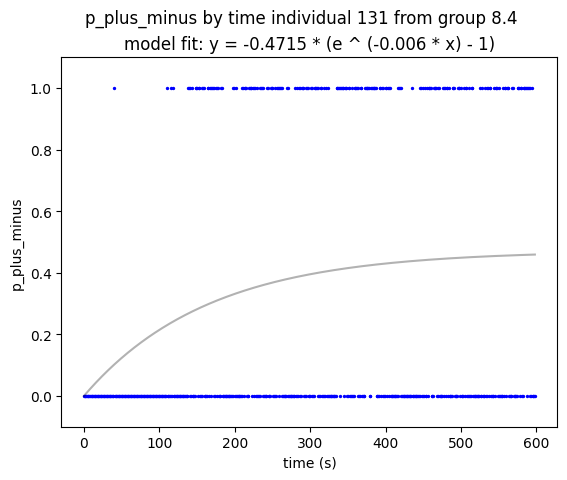 p_plus_minus by time individual 131 from group 8.4
model fit: y = -0.4715 * (e ^ (-0.006 * x) - 1)
1.0
0.8
0.6
0.4
0.2
0.0
p_plus_minus
0 100 200 300 400 500 600
time (s)